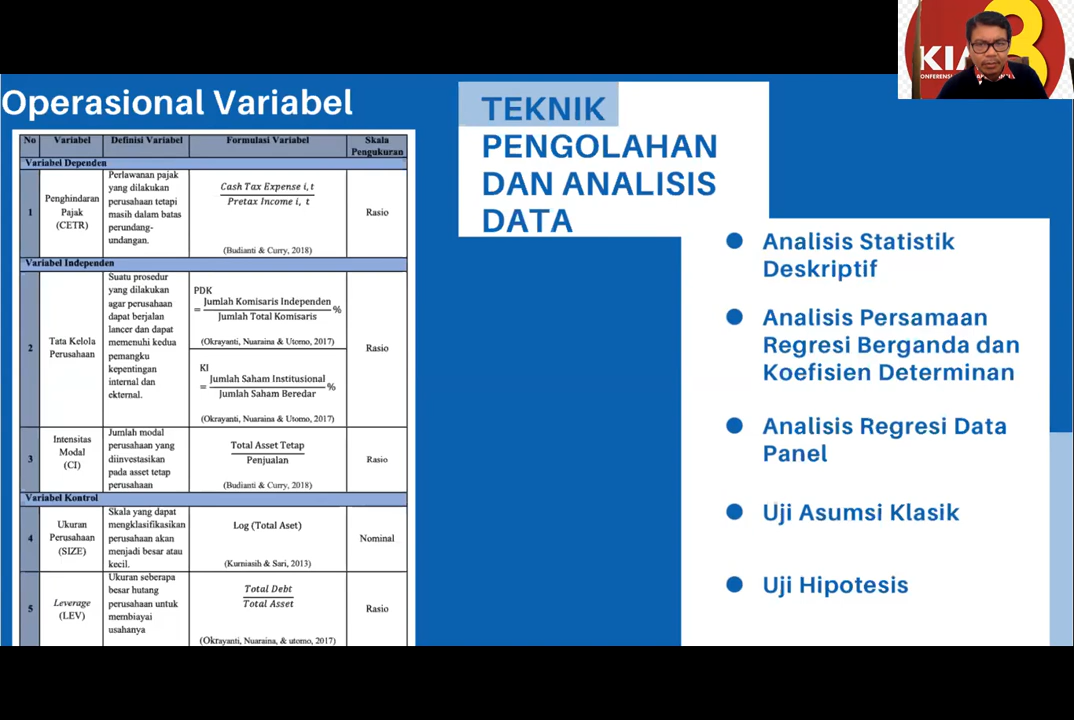 Operasional Variabel
No Variabel Definisi Variabel Formulasi Variabel Skala
Pengukuran
Variabel Dependen
1
Penghindaran
Pajak
(CETR)
Perlawanan pajak
yang dilakukan
perusahaan tetapi
masih dalam batas
perundang-
undangan.
Cash Tax Expense i,t
Pretax Income i, t
(Budianti & Curry, 2018)
Rasio
Variabel Independen
2
Tata Kelola
Perusahaan
Suatu prosedur
yang dilakukan
agar perusahaan
dapat berjalan
lancer dan dapat
memenuhi kedua
pemangku
kepentingan
internal dan
ekternal.
PDK
= Jumlah Komisaris Independen %
Jumlah Total Komisaris
(Okrayanti, Nuaraina & Utomo, 2017)
KI
= Jumlah Saham Institusional %
Jumlah Saham Beredar
(Okrayanti, Nuaraina & Utomo, 2017)
Rasio
3
Intensitas
Modal
(CI)
Jumlah modal
perusahaan yang
diinvestasikan
pada asset tetap
perusahaan
Total Asset Tetap
Penjualan
(Budianti & Curry, 2018)
Rasio
Variabel Kontrol
4
Ukuran
Perusahaan
(SIZE)
Skala yang dapat
mengklasifikasikan
perusahaan akan
menjadi besar atau
kecil.
Log (Total Aset)
(Kurniasih & Sari, 2013)
Nominal
5
Leverage
(LEV)
Ukuran seberapa
besar hutang
perusahaan untuk
membiayai
usahanya
Total Debt
Total Asset
(Okrayanti, Nuaraina, & utomo, 2017)
Rasio
TEKNIK
PENGOLAHAN
DAN ANALISIS
DATA
● Analisis Statistik
Deskriptif
● Analisis Persamaan
Regresi Berganda dan
Koefisien Determinan
● Analisis Regresi Data
Panel
● Uji Asumsi Klasik
● Uji Hipotesis
8